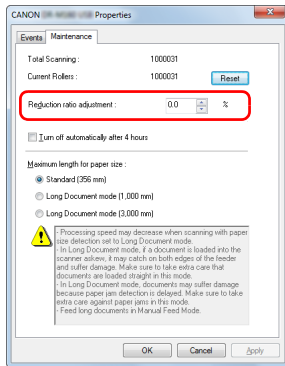 CANON Properties
Events Maintenance
Total Scanning : 1000031
Current Rollers : 1000031 Reset
Reduction ratio adjustment : 0.0 %
Turn off automatically after 4 hours
Maximum length for paper size :
Standard (356 mm)
Long Document mode (1,000 mm)
Long Document mode (3,000 mm)
- Processing speed may decrease when scanning with paper
size detection set to Long Document mode.
- In Long Document mode, if a document is loaded into the
scanner askew, it may catch on both edges of the feeder
and suffer damage. Make sure to take extra care that
documents are loaded straight in this mode.
- In Long Document mode, documents may suffer damage
because paper jam detection is delayed. Make sure to take
extra care against paper jams in this mode.
- Feed long documents in Manual Feed Mode.
OK Cancel Apply